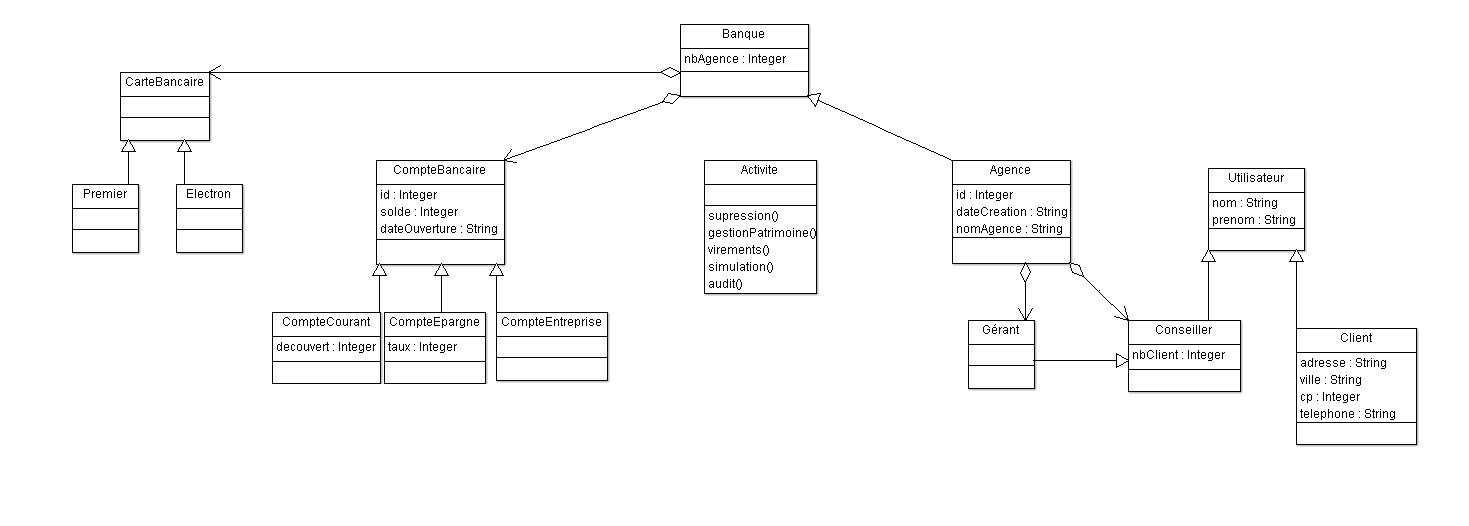 Banque
nbAgence : Integer
CarteBancaire
Premier
Electron
CompteBancaire
id : Integer
solde : Integer
dateOuverture : String
CompteCourant
decouvert : Integer
CompteEpargne
taux : Integer
CompteEntreprise
Activite
supression()
gestionPatrimoine()
virements()
simulation()
audit()
Agence
id : Integer
dateCreation : String
nomAgence : String
Gérant
Conseiller
nbClient : Integer
Utilisateur
nom : String
prenom : String
Client
adresse : String
ville : String
cp : Integer
telephone : String